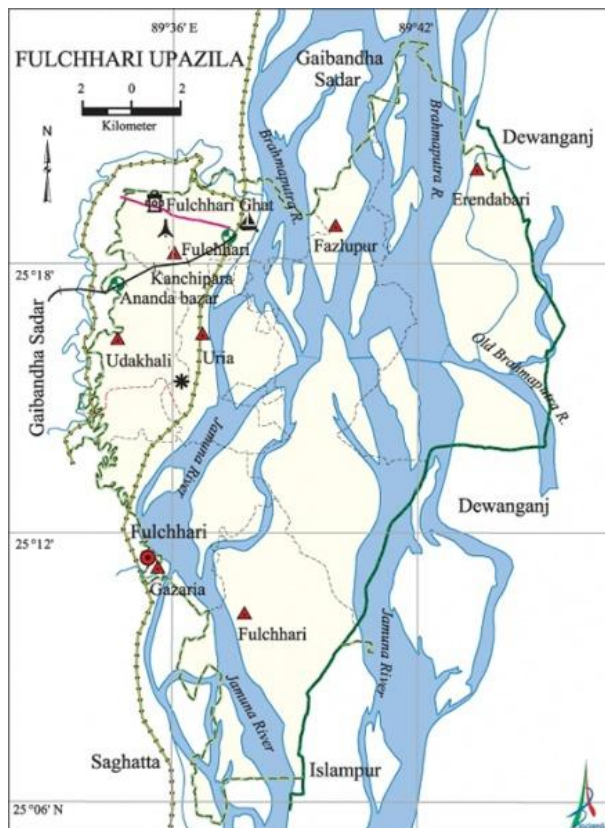 89°36' E
89°42'
FULCHHARI UPAZILA
Gaibandha
Sadar
2 0 2
Kilometer
N
Brahmaputra R.
Brahmaputra R.
Dewanganj
Erendabari
Fulchhari Ghat
Fazlupur
Fulchhari
25°18'
Kanchipara
Ananda bazar
Gaibandha Sadar
Udakhali
Uria
Old Brahmaputra R.
Jamuna River
Dewanganj
25°12'
Fulchhari
Gazaria
Fulchhari
Jamuna River
Jamuna River
Saghatta
Islampur
25°06' N